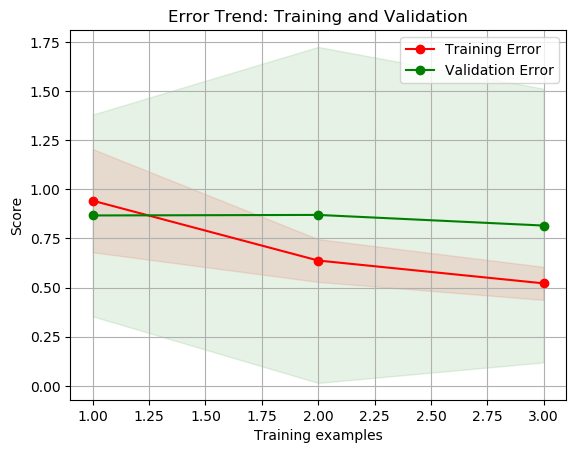 Error Trend: Training and Validation
Training Error
Validation Error
Score
1.75
1.50
1.25
1.00
0.75
0.50
0.25
0.00
1.00 1.25 1.50 1.75 2.00 2.25 2.50 2.75 3.00
Training examples